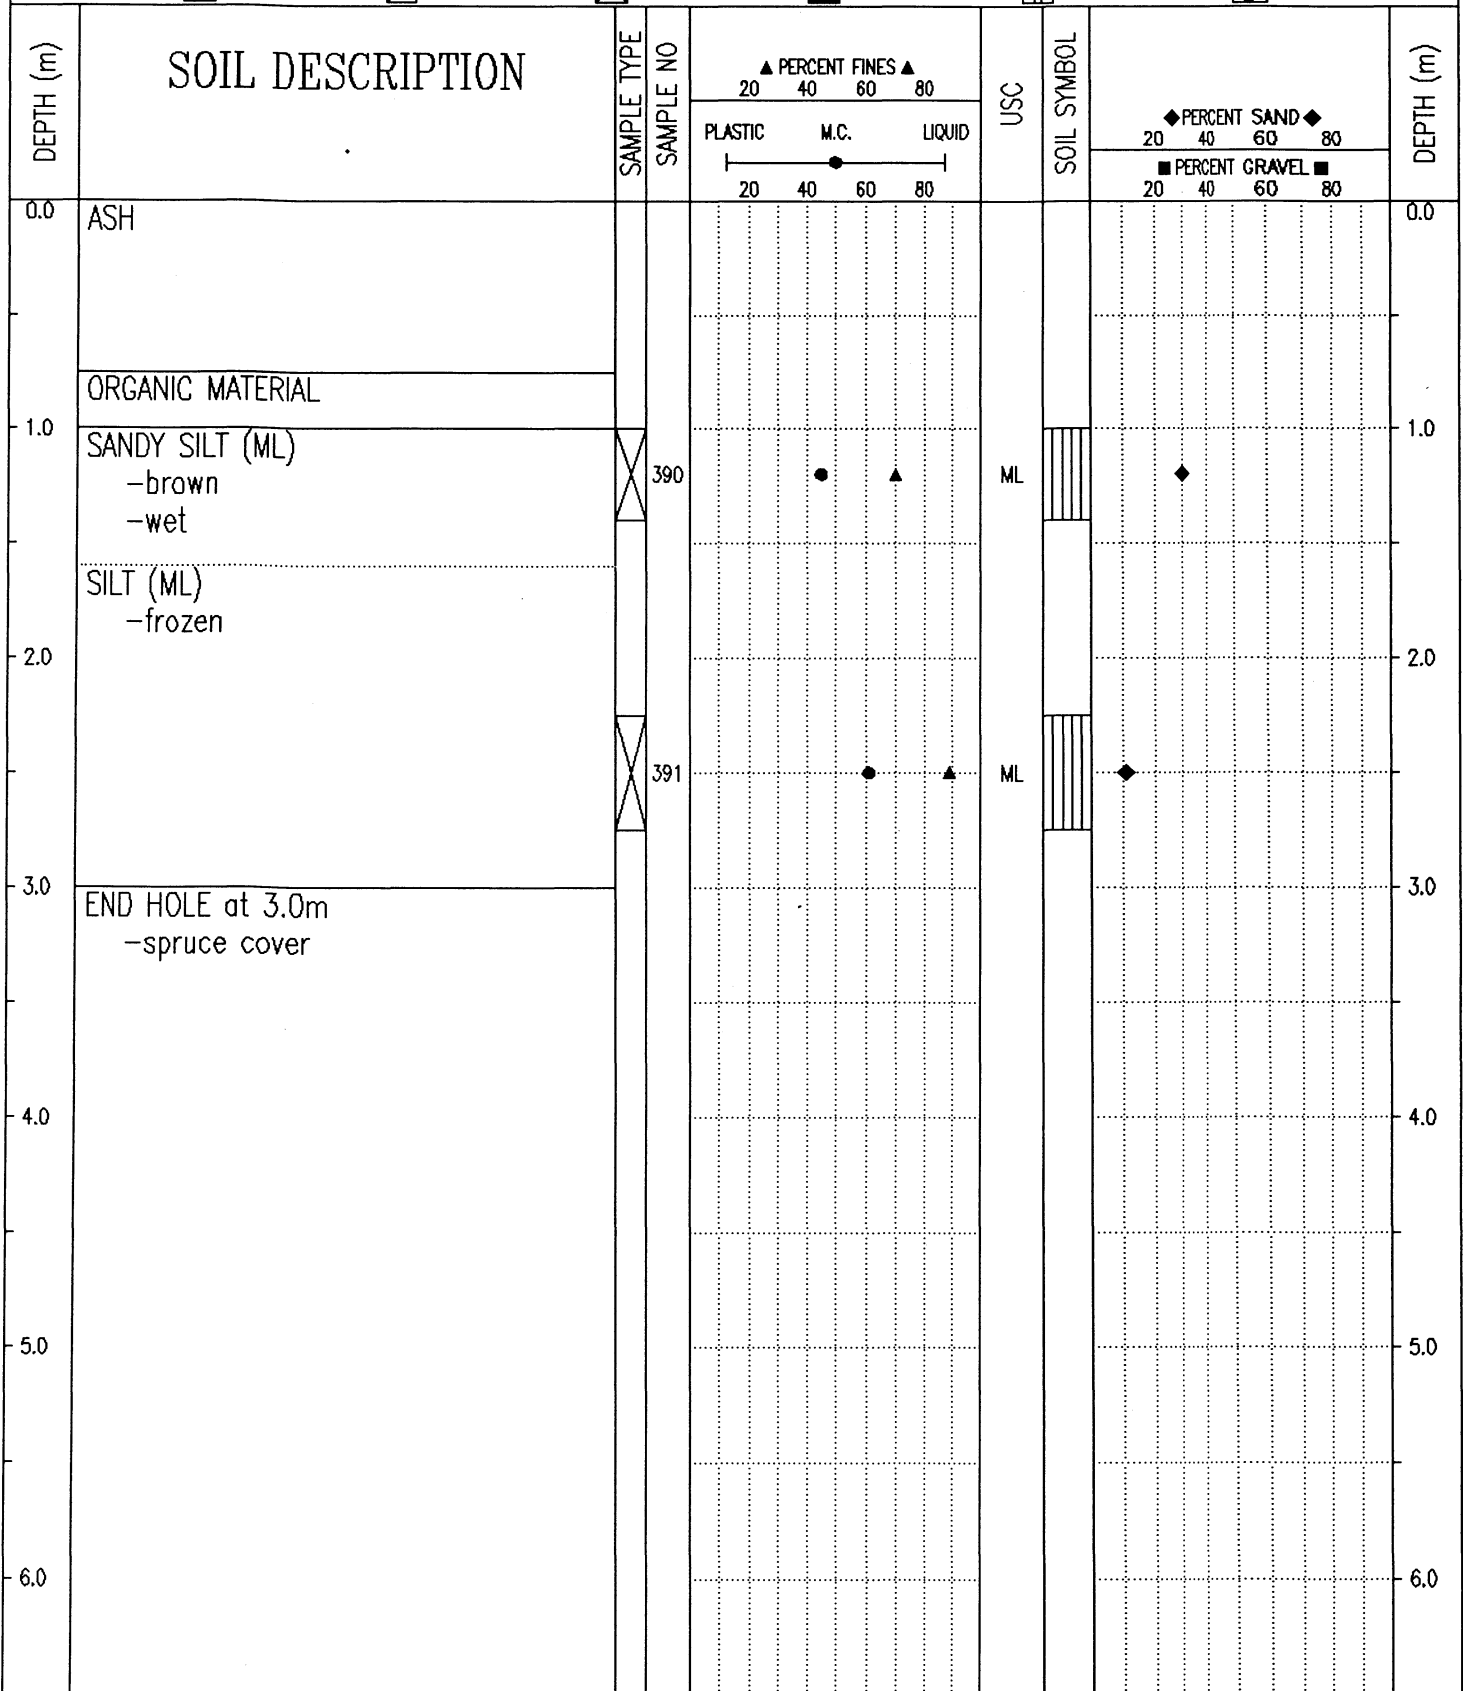 DEPTH (m)
SOIL DESCRIPTION
SAMPLE TYPE
SAMPLE NO
▲ PERCENT FINES ▲
20 40 60 80
PLASTIC M.C. LIQUID
20 40 60 80
USC
SOIL SYMBOL
◆ PERCENT SAND ◆
20 40 60 80
■ PERCENT GRAVEL ■
20 40 60 80
DEPTH (m)
0.0 ASH 0.0
ORGANIC MATERIAL
1.0 1.0
SANDY SILT (ML)
390 ML
-brown
-wet
SILT (ML)
-frozen
2.0 2.0
391 ML
3.0 3.0
END HOLE at 3.0m
-spruce cover
4.0 4.0
5.0 5.0
6.0 6.0